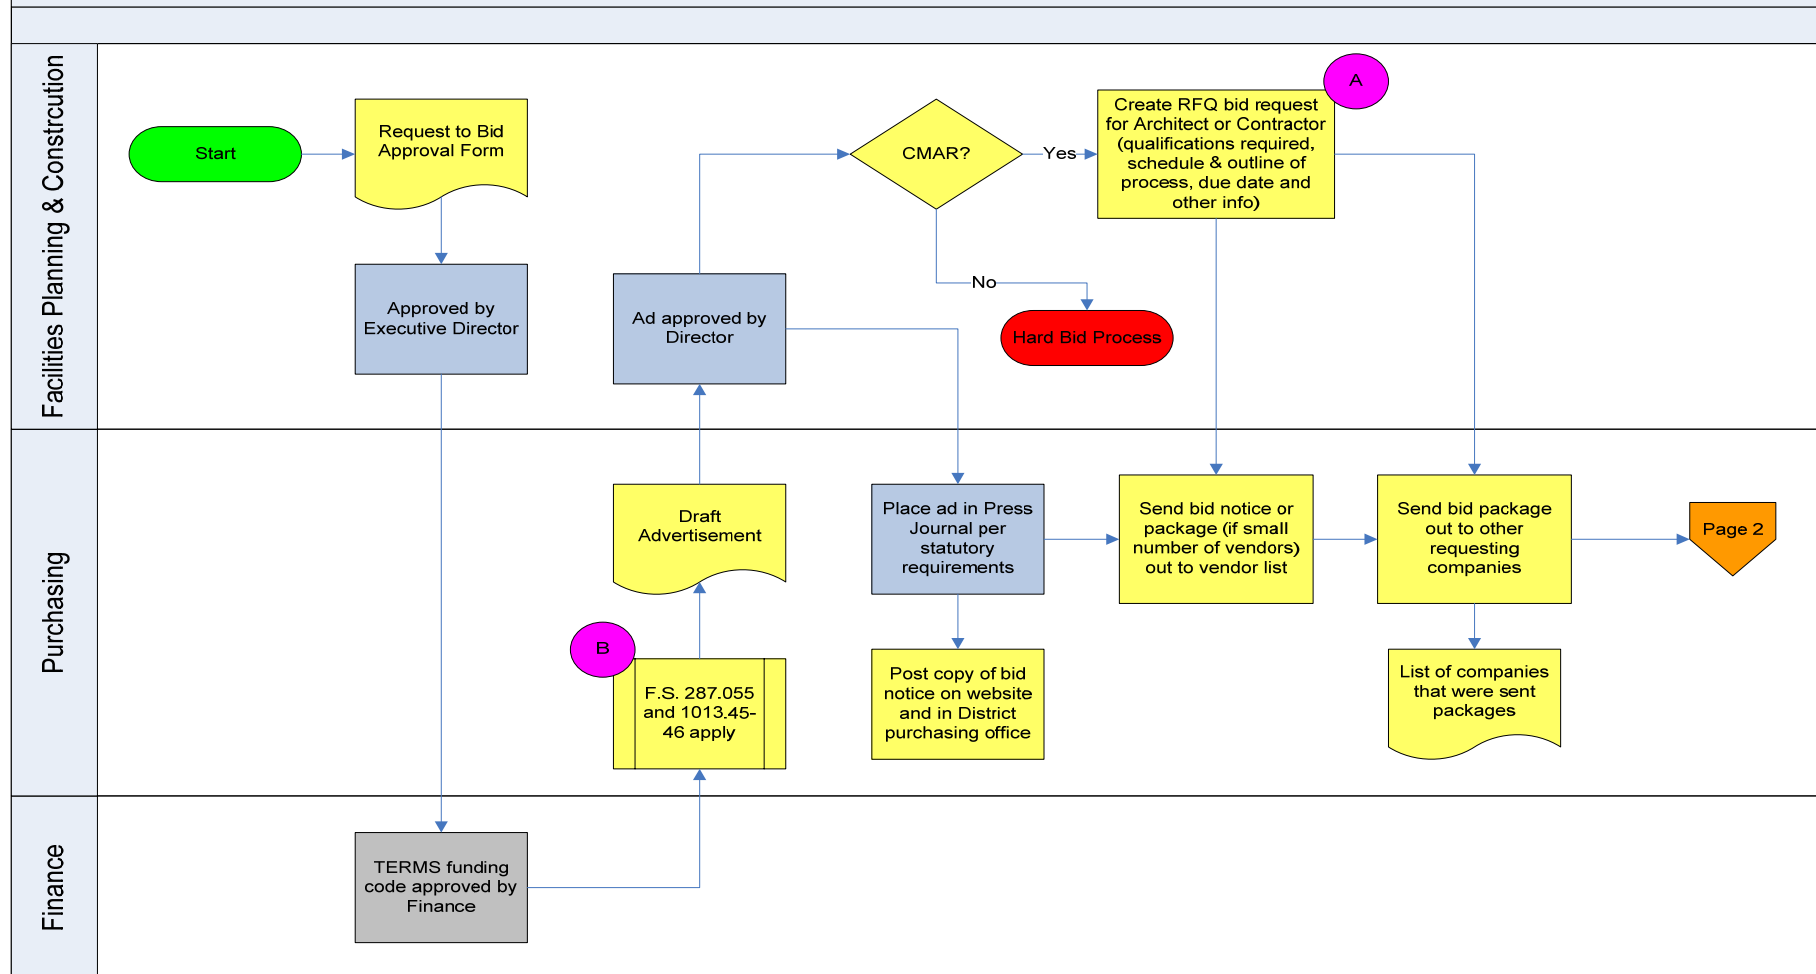 Facilities Planning & Constrcution
Start
Request to Bid
Approval Form
Approved by
Executive Director
Ad approved by
Director
CMAR?
Yes
No
Hard Bid Process
Create RFQ bid request
for Architect or Contractor
(qualifications required,
schedule & outline of
process, due date and
other info)
A
Purchasing
Draft
Advertisement
B
F.S. 287.055
and 1013.45-
46 apply
Place ad in Press
Journal per
statutory
requirements
Post copy of bid
notice on website
and in District
purchasing office
Send bid notice or
package (if small
number of vendors)
out to vendor list
Send bid package
out to other
requesting
companies
List of companies
that were sent
packages
Page 2
Finance
TERMS funding
code approved by
Finance